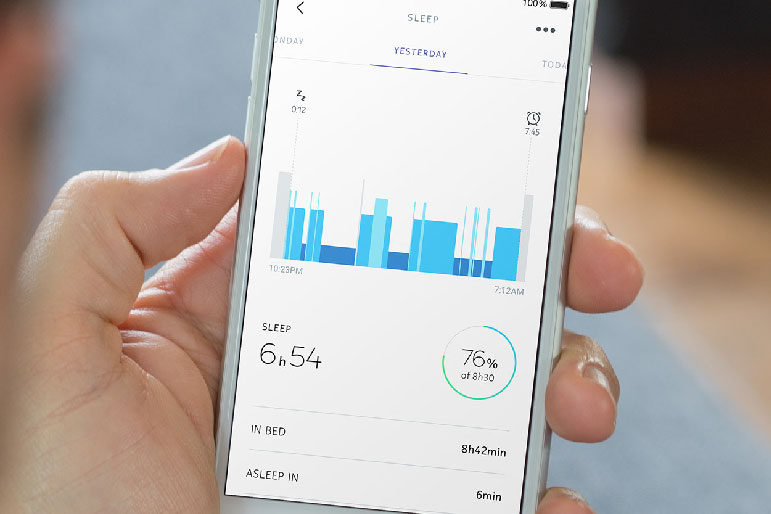 100%
SLEEP
ONDAY YESTERDAY TODA
zz
0:12
7:45
10:23PM 7:12AM
SLEEP
6h54
76%
of 8h30
IN BED 8h42min
ASLEEP IN 6min